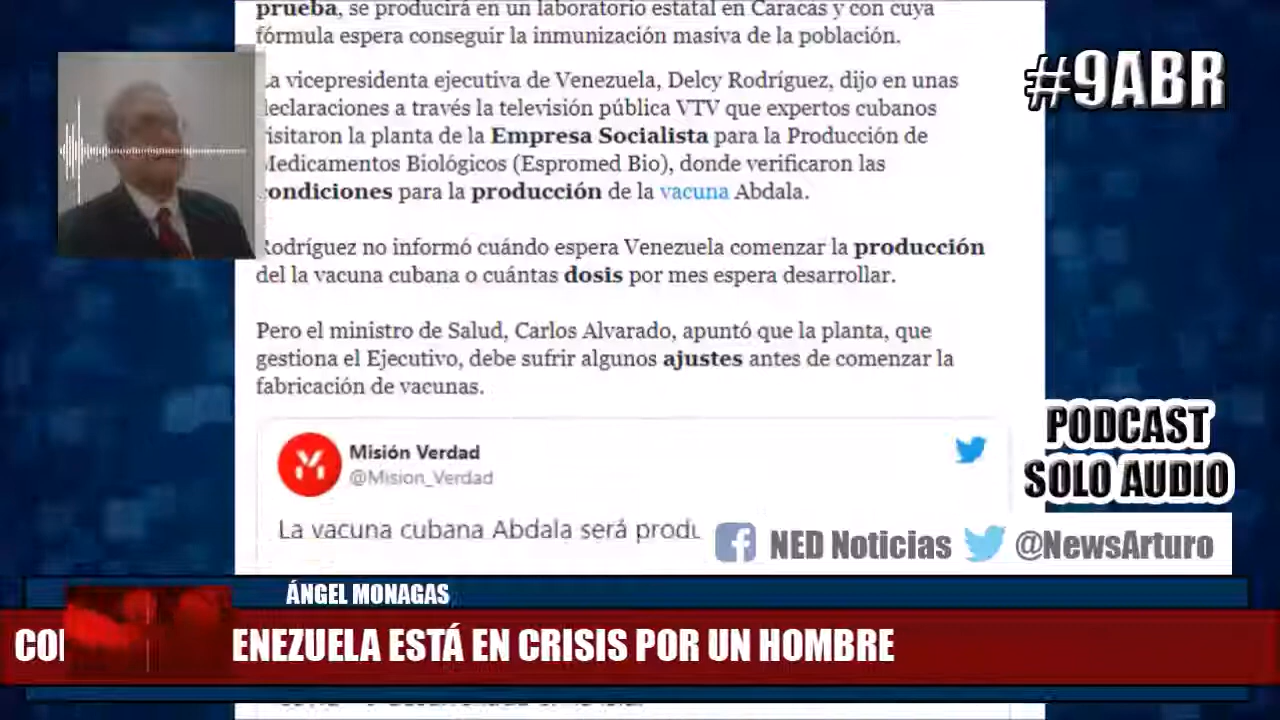 prueba, se producirá en un laboratorio estatal en Caracas y con cuya
fórmula espera conseguir la inmunización masiva de la población.
#9ABR
La vicepresidenta ejecutiva de Venezuela, Delcy Rodríguez, dijo en unas
declaraciones a través la televisión pública VTV que expertos cubanos
visitaron la planta de la Empresa Socialista para la Producción de
Medicamentos Biológicos (Espromed Bio), donde verificaron las
condiciones para la producción de la vacuna Abdala.
Rodríguez no informó cuándo espera Venezuela comenzar la producción
del la vacuna cubana o cuántas dosis por mes espera desarrollar.
Pero el ministro de Salud, Carlos Alvarado, apuntó que la planta, que
gestiona el Ejecutivo, debe sufrir algunos ajustes antes de comenzar la
fabricación de vacunas.
PODCAST
SOLO AUDIO
Misión Verdad
@Mision_Verdad
La vacuna cubana Abdala será produ
NED Noticias @NewsArturo
ÁNGEL MONAGAS
ENEZUELA ESTÁ EN CRISIS POR UN HOMBRE